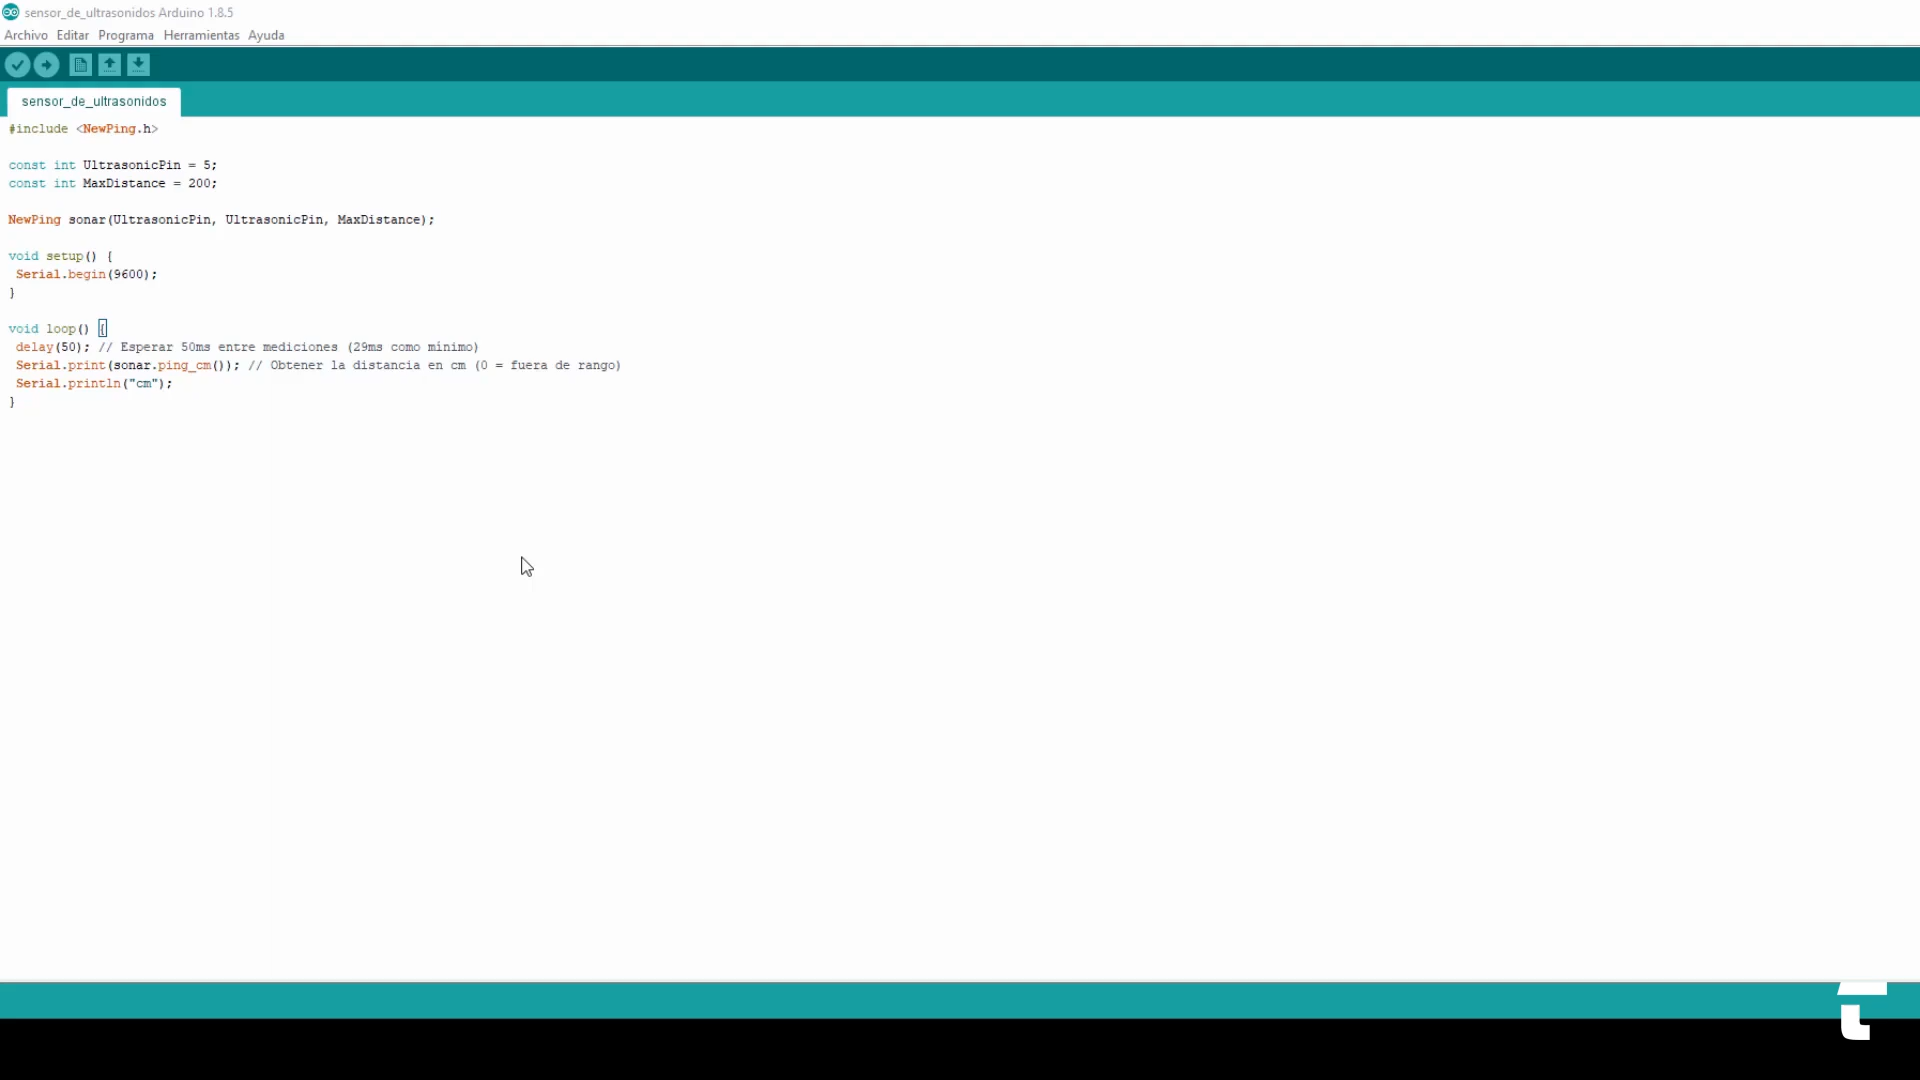 sensor_de_ultrasonidos Arduino 1.8.5
Archivo Editar Programa Herramientas Ayuda
sensor_de_ultrasonidos
#include <NewPing.h>
const int UltrasonicPin = 5;
const int MaxDistance = 200;
NewPing sonar(UltrasonicPin, UltrasonicPin, MaxDistance);
void setup() {
Serial.begin(9600);
}
void loop() {
delay(50); // Esperar 50ms entre mediciones (29ms como mínimo)
Serial.print(sonar.ping_cm()); // Obtener la distancia en cm (0 = fuera de rango)
Serial.println("cm");
}